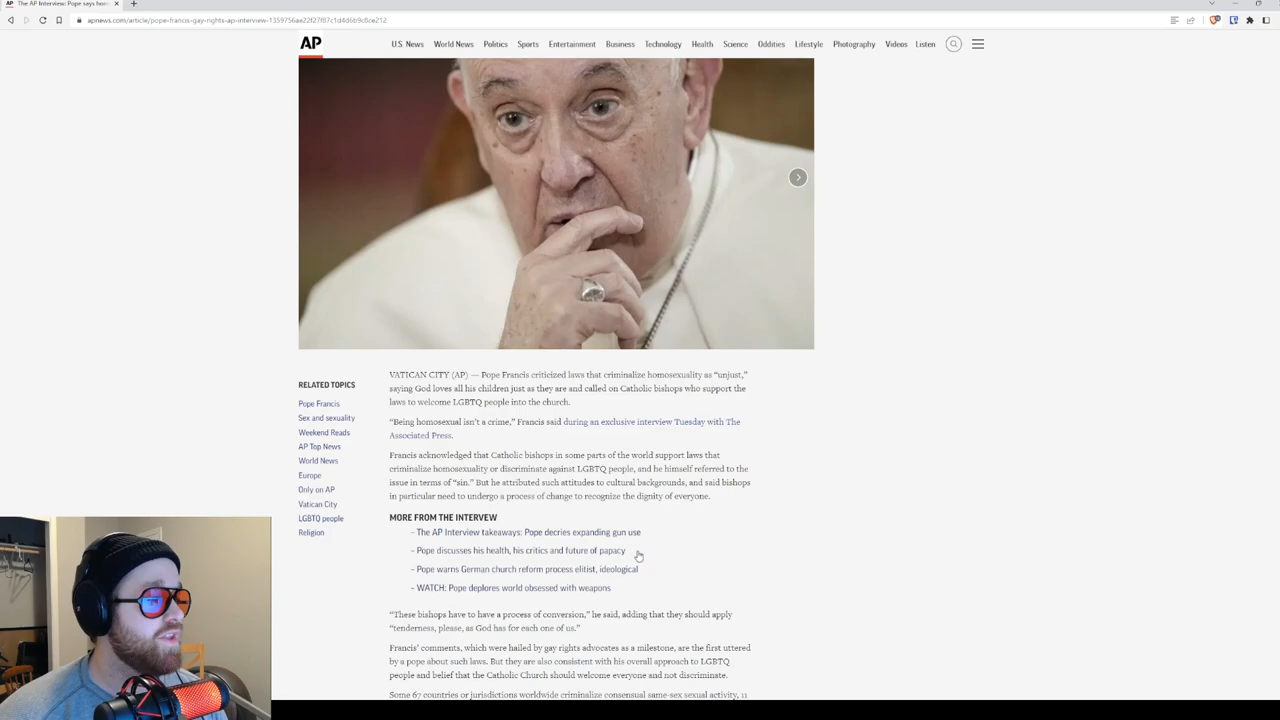 The AP Interview: Pope says hom
apnews.com/article/pope-francis-gay-rights-ap-interview-1359756ae22f27f87c1d4d6b9c8ce212
AP
U.S. News World News Politics Sports Entertainment Business Technology Health Science Oddities Lifestyle Photography Videos Listen
RELATED TOPICS
Pope Francis
Sex and sexuality
Weekend Reads
AP Top News
World News
Europe
Only on AP
Vatican City
LGBTQ people
Religion
VATICAN CITY (AP) — Pope Francis criticized laws that criminalize homosexuality as “unjust,”
saying God loves all his children just as they are and called on Catholic bishops who support the
laws to welcome LGBTQ people into the church.
“Being homosexual isn’t a crime,” Francis said during an exclusive interview Tuesday with The
Associated Press.
Francis acknowledged that Catholic bishops in some parts of the world support laws that
criminalize homosexuality or discriminate against LGBTQ people, and he himself referred to the
issue in terms of “sin.” But he attributed such attitudes to cultural backgrounds, and said bishops
in particular need to undergo a process of change to recognize the dignity of everyone.
MORE FROM THE INTERVIEW
– The AP Interview takeaways: Pope decries expanding gun use
– Pope discusses his health, his critics and future of papacy
– Pope warns German church reform process elitist, ideological
– WATCH: Pope deplores world obsessed with weapons
“These bishops have to have a process of conversion,” he said, adding that they should apply
“tenderness, please, as God has for each one of us.”
Francis’ comments, which were hailed by gay rights advocates as a milestone, are the first uttered
by a pope about such laws. But they are also consistent with his overall approach to LGBTQ
people and belief that the Catholic Church should welcome everyone and not discriminate.
Some 67 countries or jurisdictions worldwide criminalize consensual same-sex sexual activity, 11